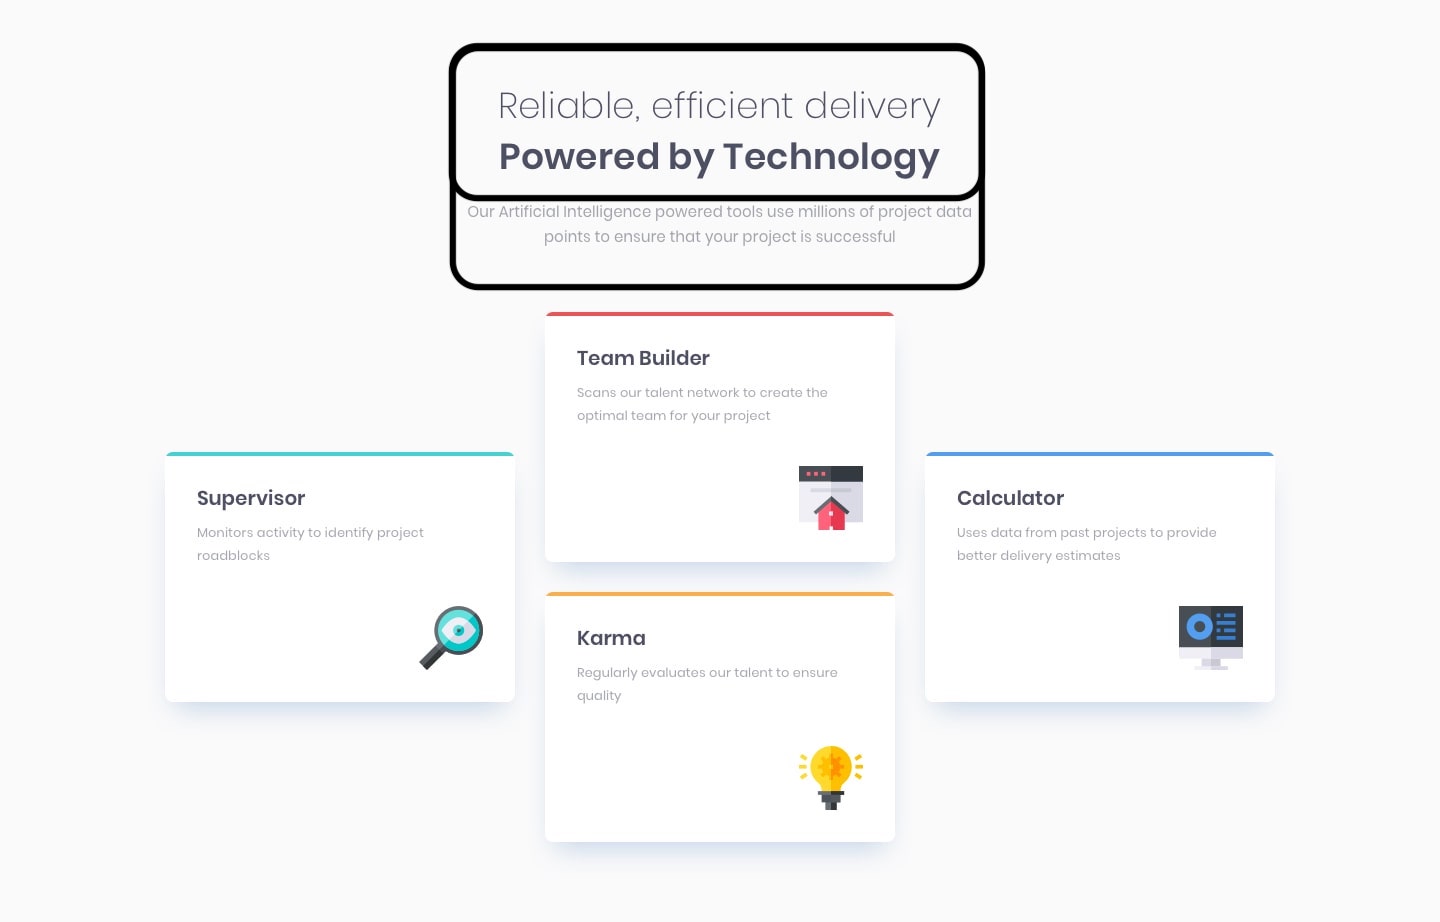 Reliable, efficient delivery
Powered by Technology
Our Artificial Intelligence powered tools use millions of project data
points to ensure that your project is successful
Supervisor
Monitors activity to identify project
roadblocks
Team Builder
Scans our talent network to create the
optimal team for your project
Karma
Regularly evaluates our talent to ensure
quality
Calculator
Uses data from past projects to provide
better delivery estimates